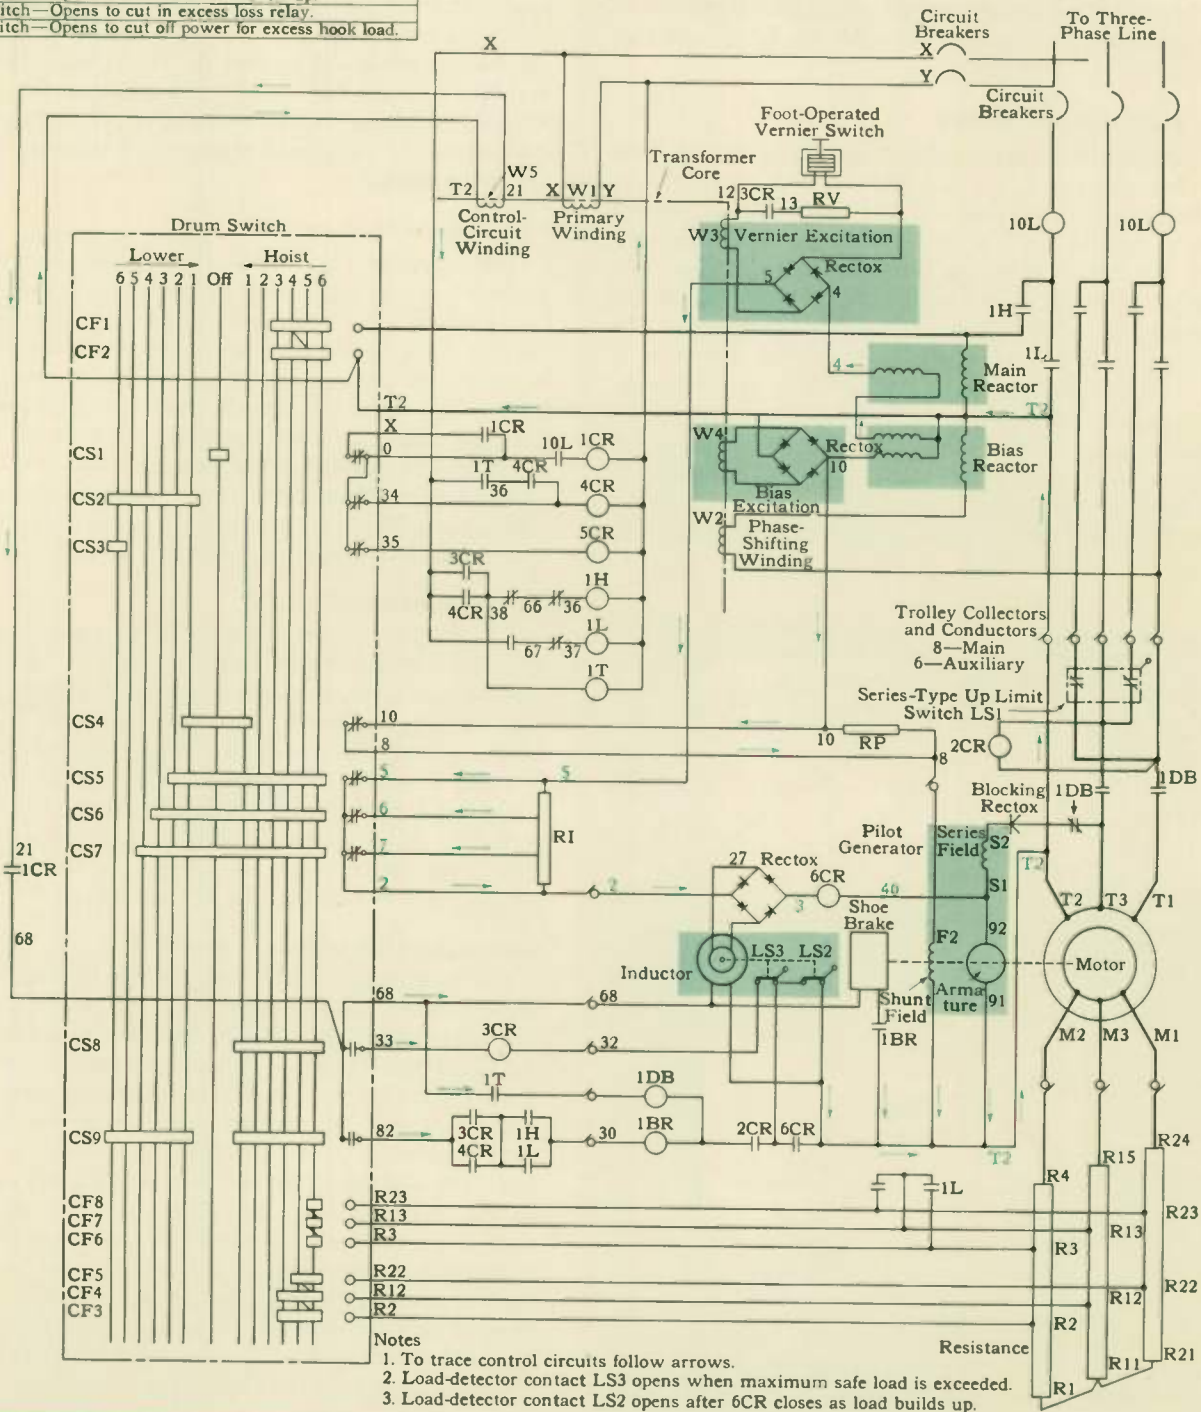 itch—Opens to cut in excess loss relay.
itch—Opens to cut off power for excess hook load.
X
Circuit Breakers
X
Y
To Three-Phase Line
Circuit Breakers
Foot-Operated Vernier Switch
Transformer Core
W5
T2 21 X W1 Y
Control-Circuit Winding
Primary Winding
12 3CR 13 RV
W3 Vernier Excitation
5 Rectox 4
10L 10L
Drum Switch
Lower Hoist
6 5 4 3 2 1 Off 1 2 3 4 5 6
CF1
CF2
1H
1L
4
Main Reactor
T2
T2
X
0
1CR
10L 1CR
CS1
1T 4CR
36
4CR
CS2
34
W4 Rectox 10
Bias Reactor
Bias Excitation
W2 Phase-Shifting Winding
CS3
35
5CR
3CR
4CR 38 66 36 1H
67 37 1L
1T
Trolley Collectors and Conductors
8—Main
6—Auxiliary
Series-Type Up Limit Switch LS1
CS4
10
8
10 RP
8
2CR
1DB
CS5
5 5
CS6
6
CS7
7
RI
2 2
Blocking Rectox
1DB
Pilot Generator
Series Field
S2
S1
T2
21
1CR
68
27 Rectox
3
6CR
40
Shoe Brake
F2
92
T2 T3 T1
Motor
Inductor
LS3 LS2
Shunt Field
Armature
91
68 68
1BR
M2 M3 M1
CS8
33 3CR 32
1T 1DB
CS9
82
3CR 1H
4CR 1L
30 1BR
2CR 6CR
T2
R24
R15
R4
CF8
CF7
CF6
R23
R13
R3
1L
R23
R13
R3
CF5
CF4
CF3
R22
R12
R2
R22
R12
R2
Resistance
R21
R11
R1
Notes
1. To trace control circuits follow arrows.
2. Load-detector contact LS3 opens when maximum safe load is exceeded.
3. Load-detector contact LS2 opens after 6CR closes as load builds up.